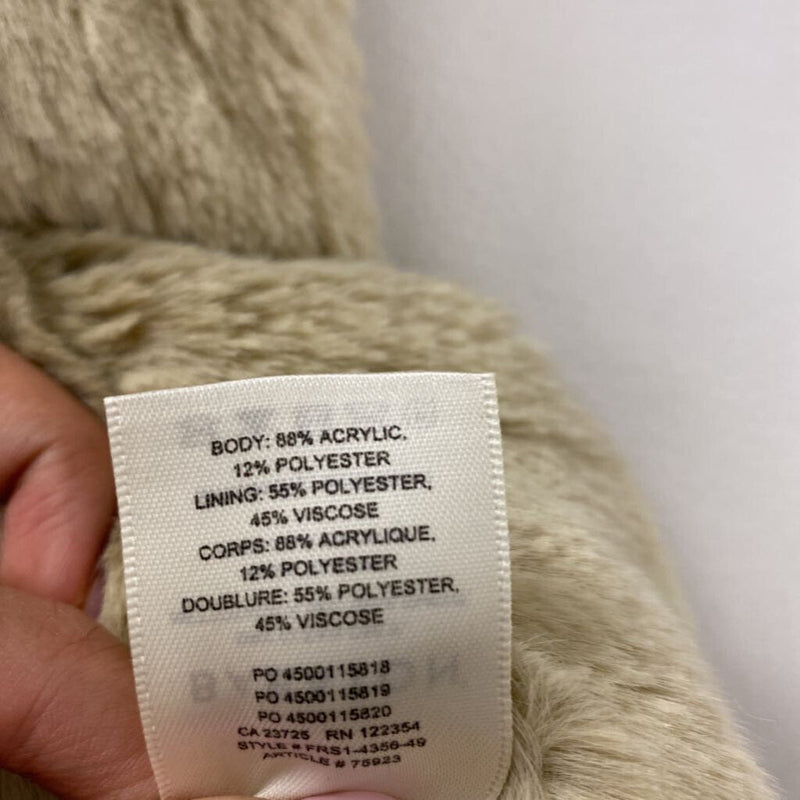 BODY: 88% ACRYLIC,
12% POLYESTER
LINING: 55% POLYESTER,
45% VISCOSE
CORPS: 88% ACRYLIQUE,
12% POLYESTER
DOUBLURE: 55% POLYESTER,
45% VISCOSE
PO 4500115818
PO 4500115819
PO 4500115820
CA 23725 RN 122354
STYLE # FRS1-4356-49
ARTICLE # 75923